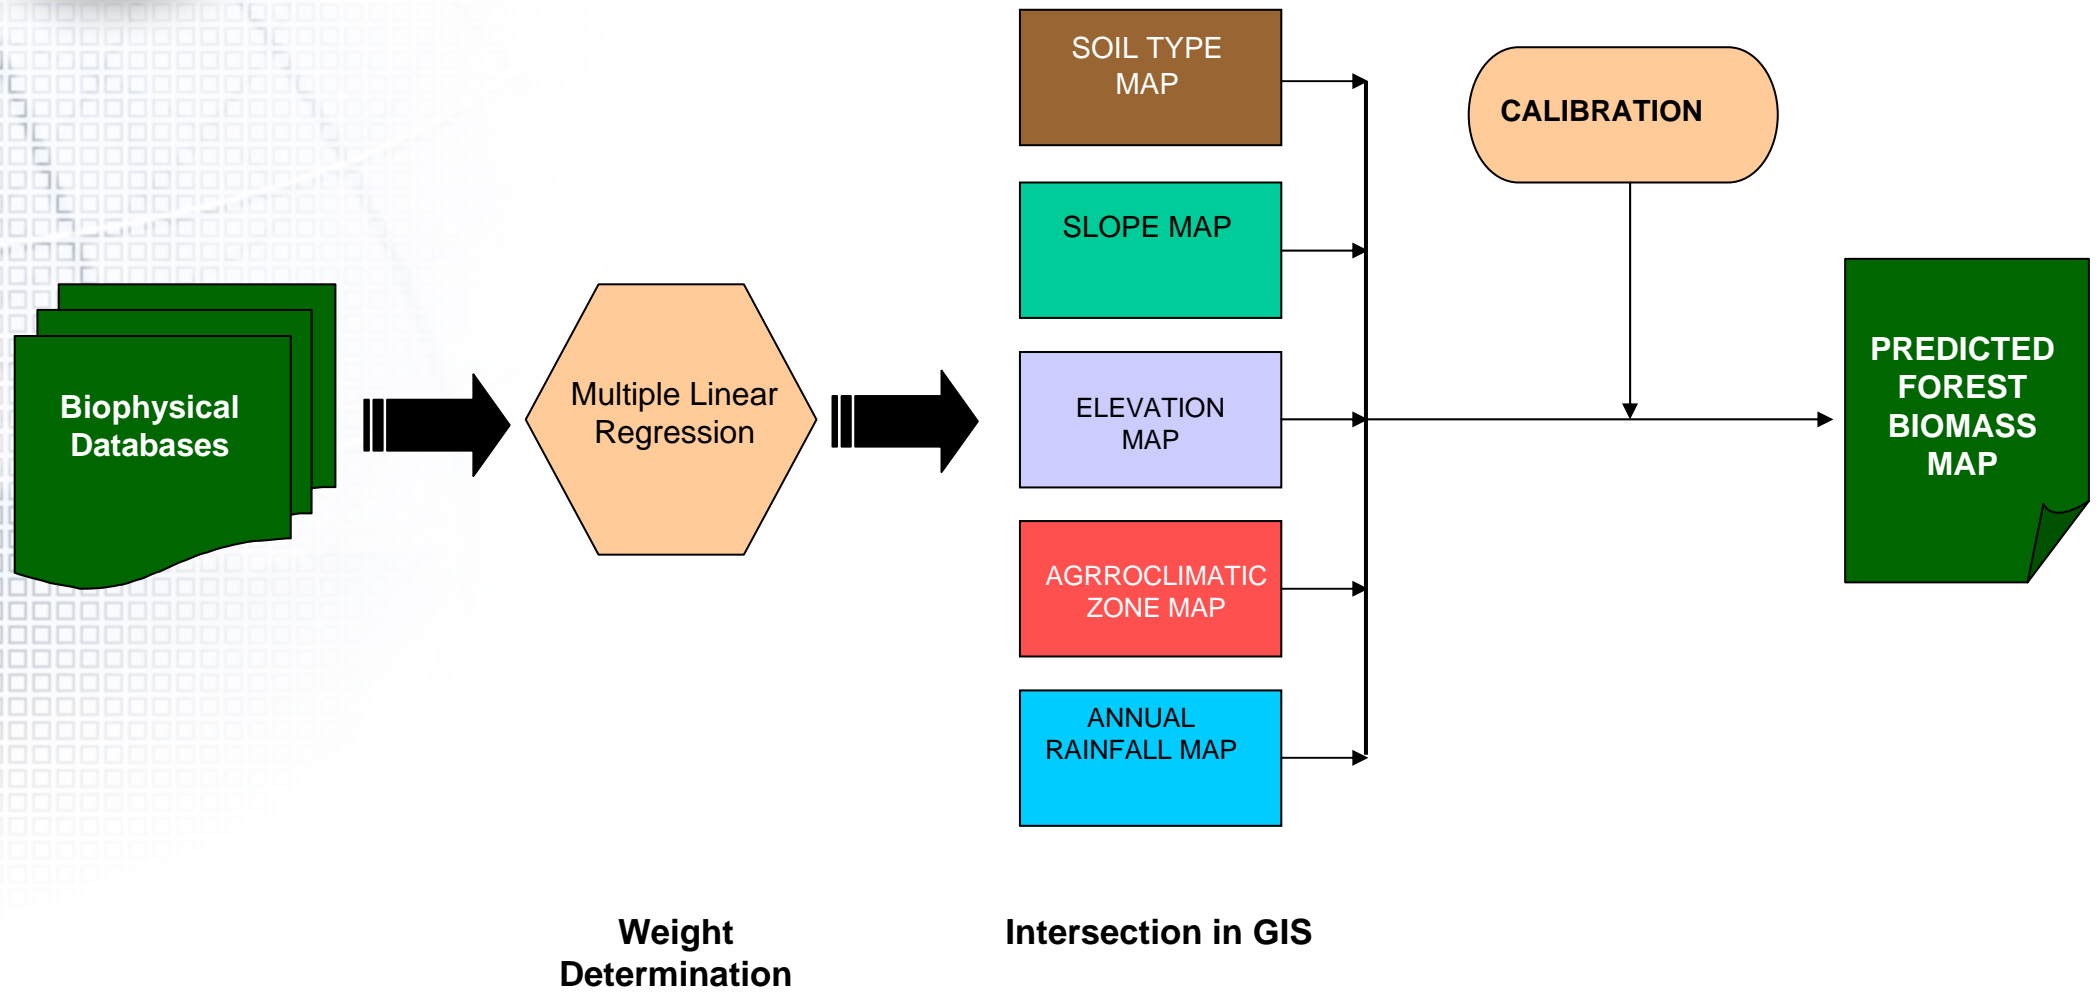 Biophysical
Databases
Multiple Linear
Regression
SOIL TYPE
MAP
SLOPE MAP
ELEVATION
MAP
AGRROCLIMATIC
ZONE MAP
ANNUAL
RAINFALL MAP
CALIBRATION
PREDICTED
FOREST
BIOMASS
MAP
Weight
Determination
Intersection in GIS